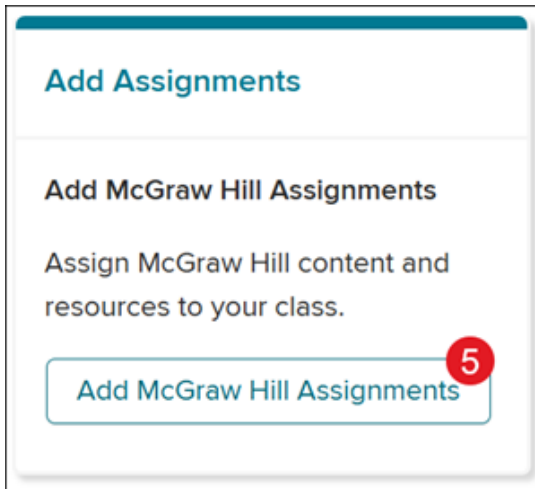 Add Assignments
Add McGraw Hill Assignments
Assign McGraw Hill content and
resources to your class.
5
Add McGraw Hill Assignments